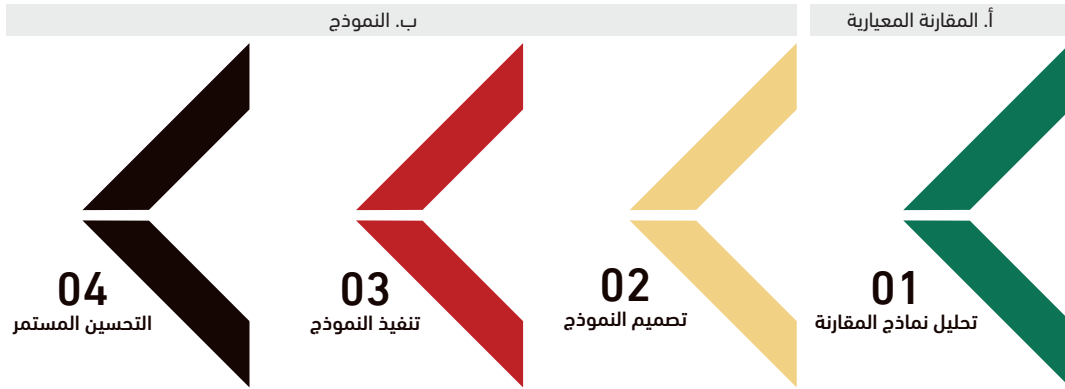 أ. المقارنة المعيارية
ب. النموذج
01
تحليل نماذج المقارنة
02
تصميم النموذج
03
تنفيذ النموذج
04
التحسين المستمر